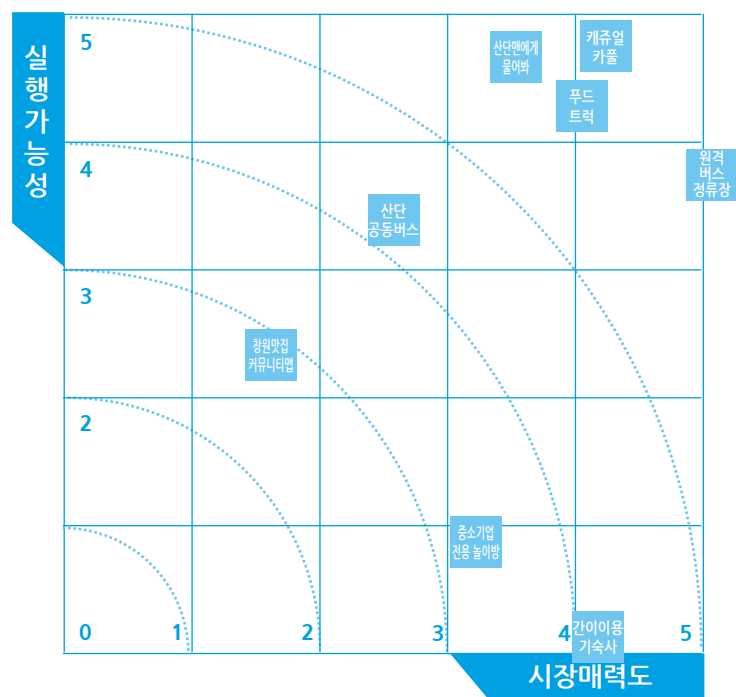 실행가능성
5
4
3
2
0
1
2
3
4
5
산단맨에게
물어봐
캐쥬얼
카풀
푸드
트럭
원격
버스
정류장
산단
공동버스
창원맛집
커뮤니티맵
중소기업
전용 놀이방
간이이용
기숙사
시장매력도